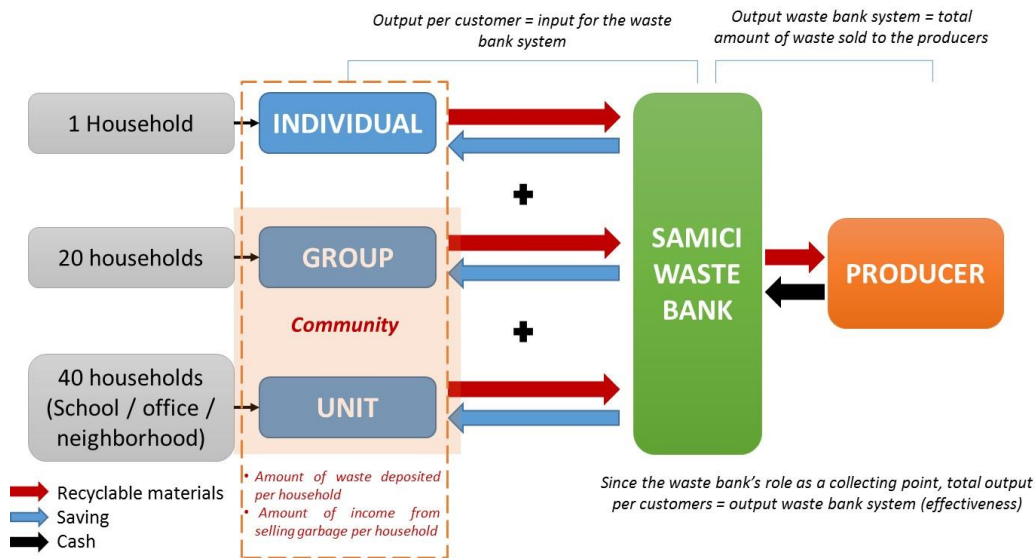 Output per customer = input for the waste
bank system
Output waste bank system = total
amount of waste sold to the producers
1 Household
INDIVIDUAL
20 households
GROUP
Community
40 households
(School / office /
neighborhood)
UNIT
SAMICI
WASTE
BANK
PRODUCER
• Amount of waste deposited
per household
• Amount of income from
selling garbage per household
Recyclable materials
Saving
Cash
Since the waste bank's role as a collecting point, total output
per customers = output waste bank system (effectiveness)